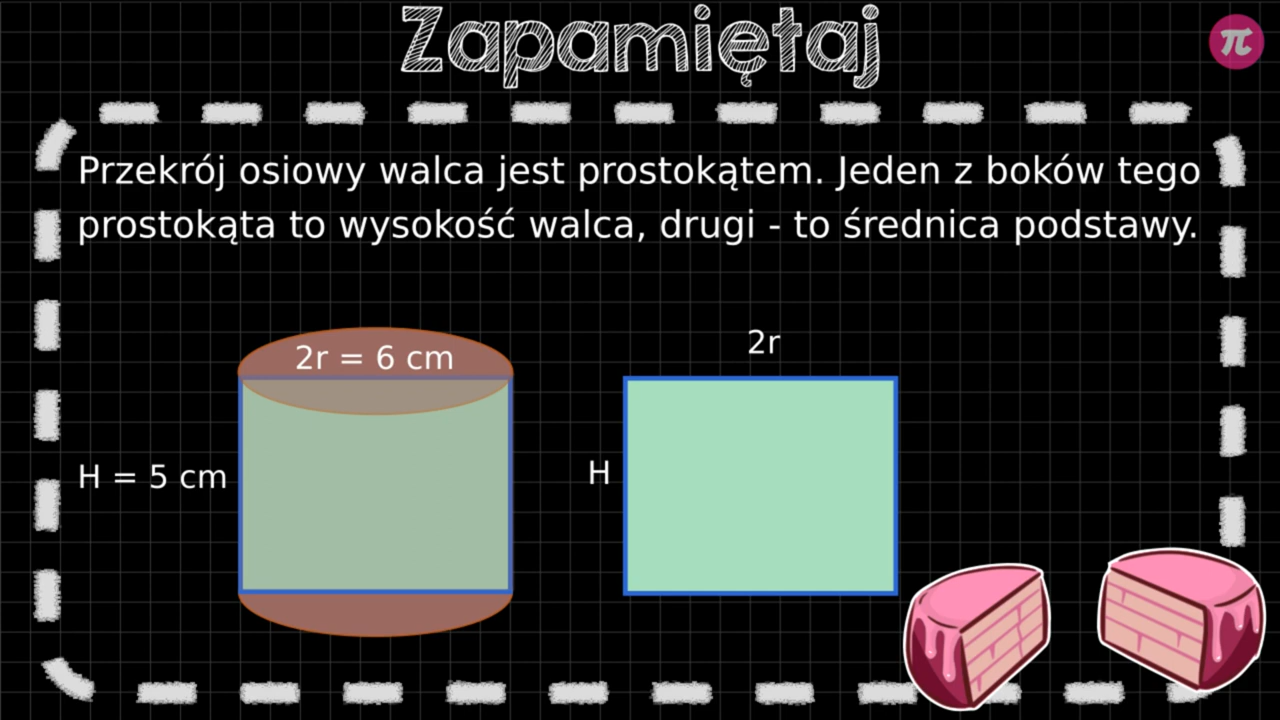 Zapamiętaj
π
Przekrój osiowy walca jest prostokątem. Jeden z boków tego
prostokąta to wysokość walca, drugi - to średnica podstawy.
2r = 6 cm
2r
H = 5 cm
H